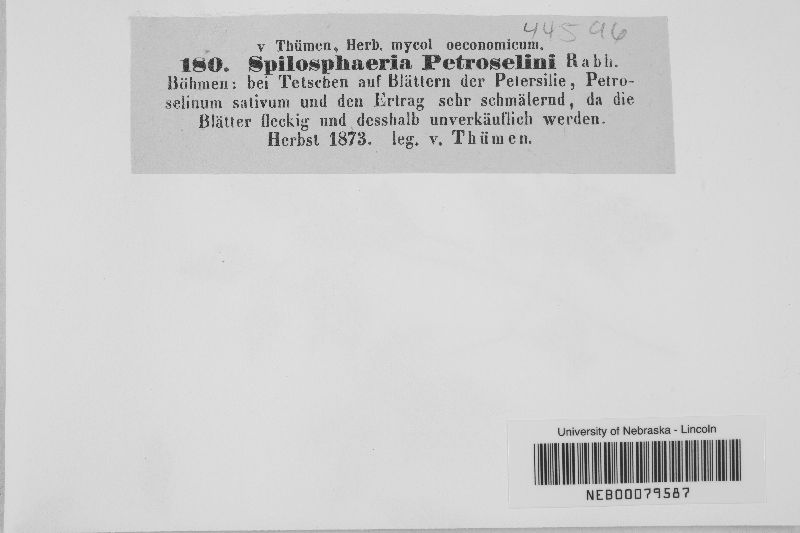 44596
v Thümen, Herb. mycol oeconomicum.
180. Spilosphaeria Petroselini Rabh.
Böhmen: bei Tetschen auf Blättern der Petersilie, Petro-
selinum sativum und den Ertrag sehr schmälernd, da die
Blätter fleckig und desshalb unverkäuflich werden.
Herbst 1873. leg. v. Thümen.
University of Nebraska - Lincoln
NEB00079587